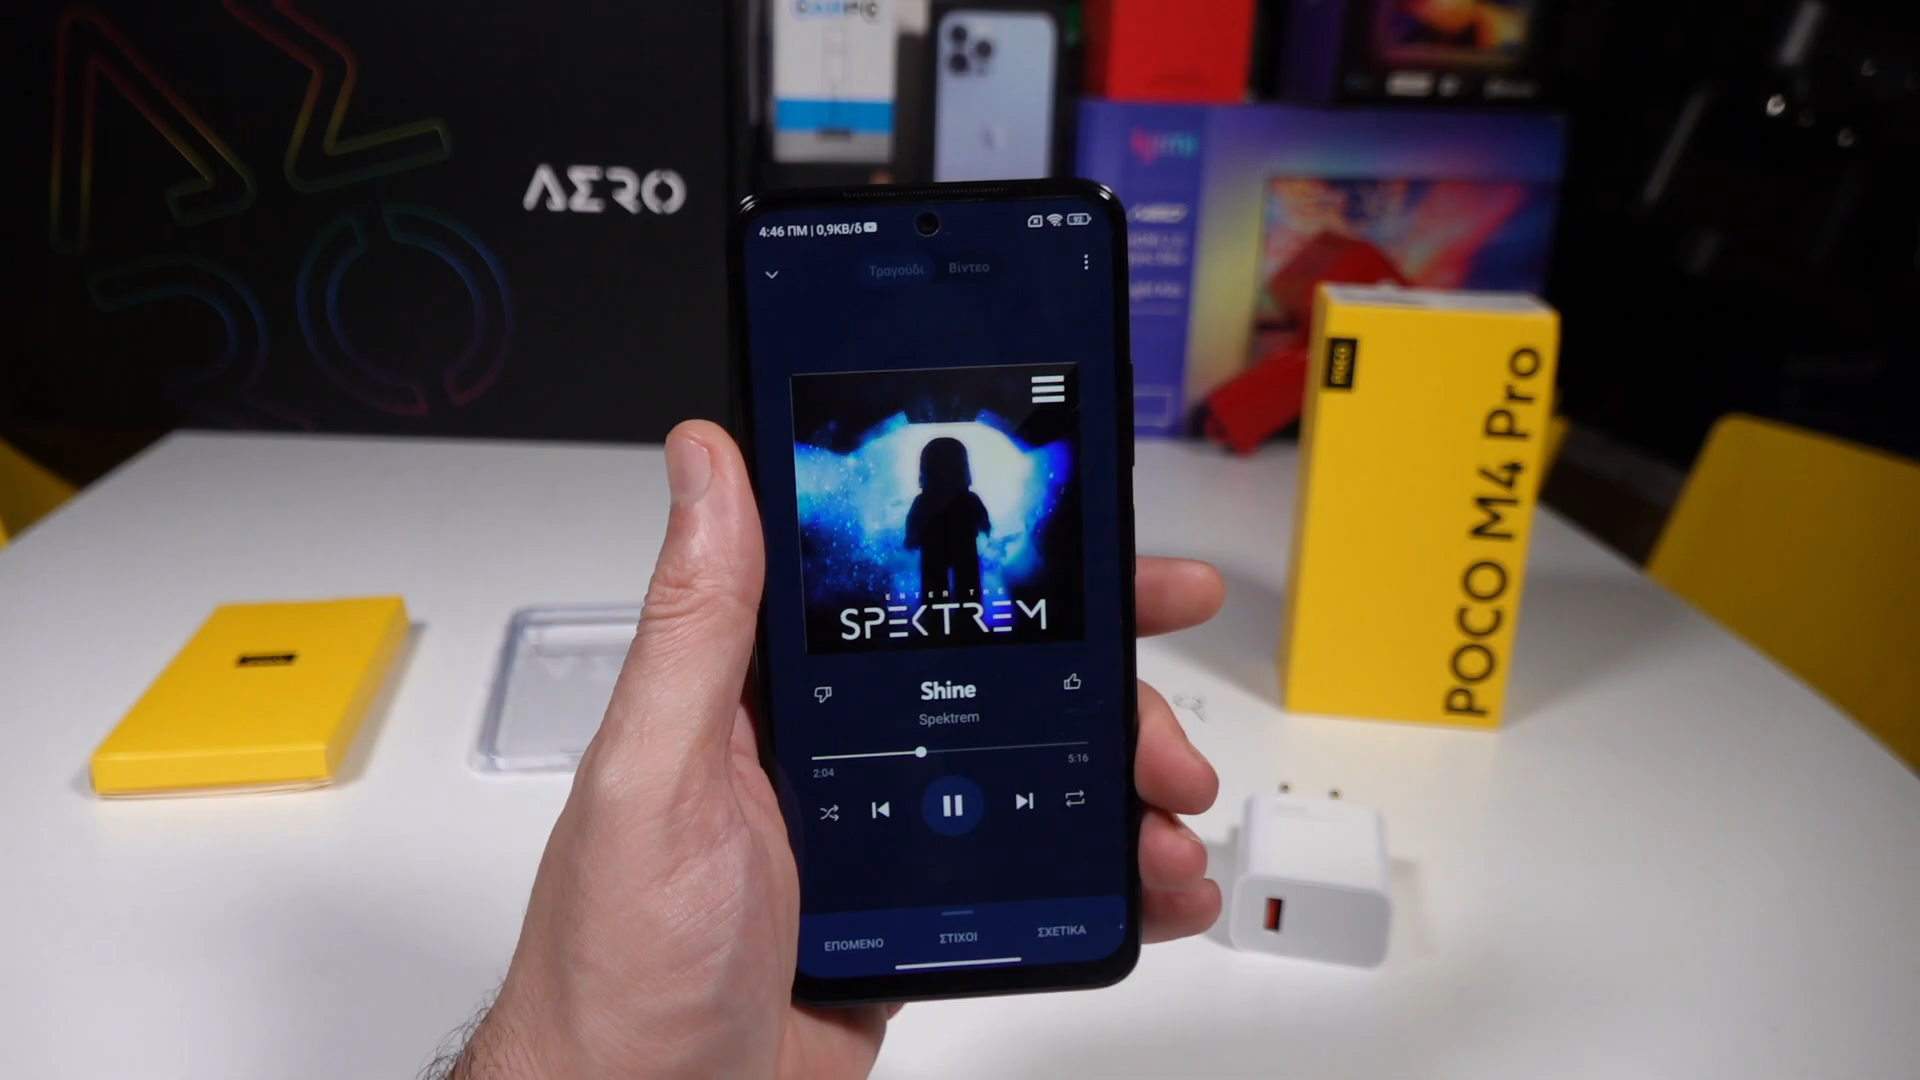 AERO
4:46 ΠΜ | 0,9KB/δ
92
Τραγούδι Βίντεο
ENTER THE
SPEKTREM
Shine
Spektrem
2:04
5:16
ΕΠΟΜΕΝΟ
ΣΤΙΧΟΙ
ΣΧΕΤΙΚΑ
POCO
POCO M4 Pro